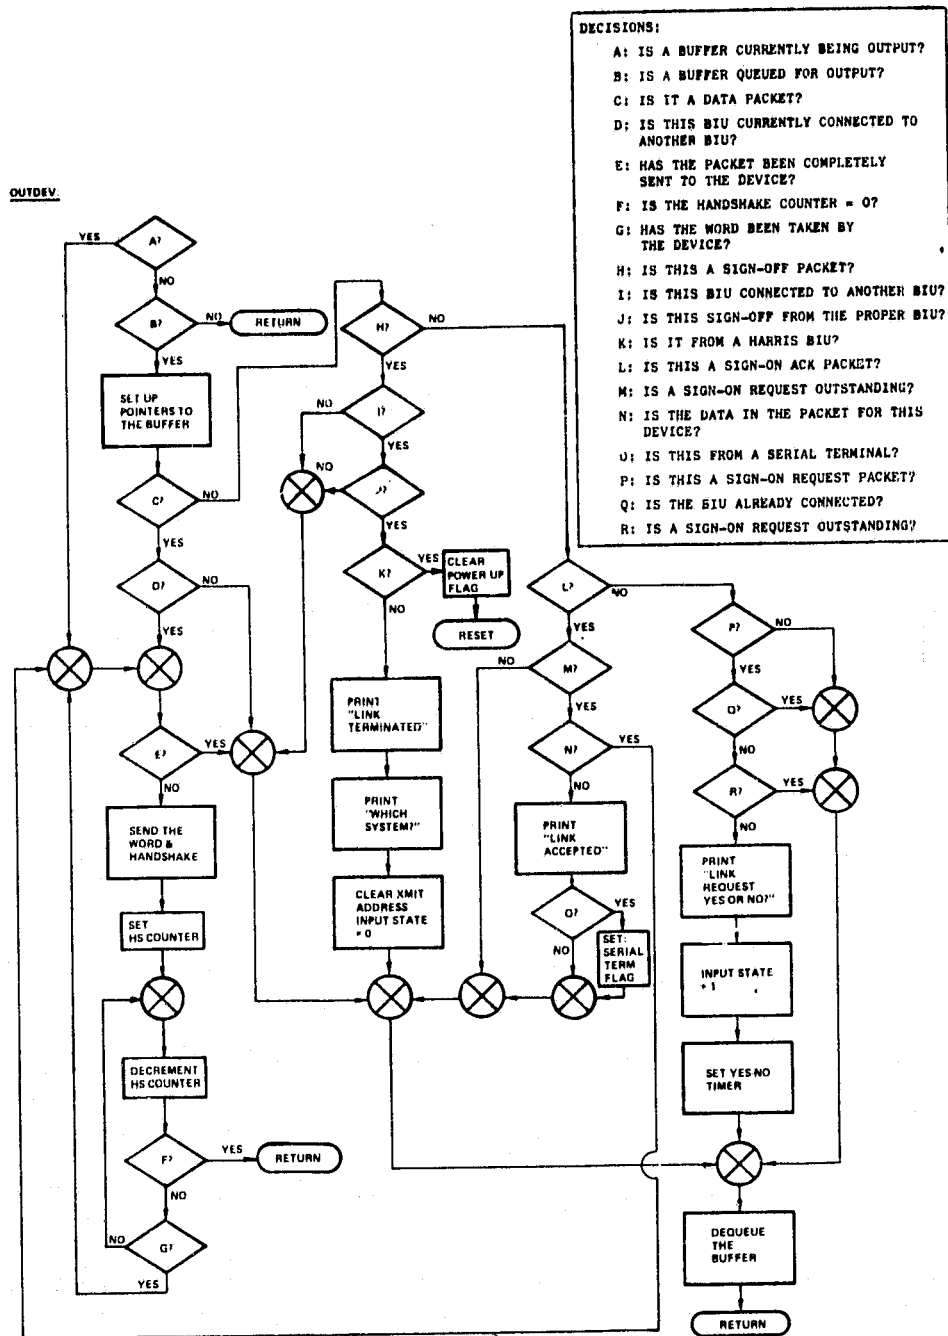 DECISIONS:
A: IS A BUFFER CURRENTLY BEING OUTPUT?
B: IS A BUFFER QUEUED FOR OUTPUT?
C: IS IT A DATA PACKET?
D: IS THIS BIU CURRENTLY CONNECTED TO
ANOTHER BIU?
E: HAS THE PACKET BEEN COMPLETELY
SENT TO THE DEVICE?
F: IS THE HANDSHAKE COUNTER = 0?
G: HAS THE WORD BEEN TAKEN BY
THE DEVICE?
H: IS THIS A SIGN-OFF PACKET?
I: IS THIS BIU CONNECTED TO ANOTHER BIU?
J: IS THIS SIGN-OFF FROM THE PROPER BIU?
K: IS IT FROM A HARRIS BIU?
L: IS THIS A SIGN-ON ACK PACKET?
M: IS A SIGN-ON REQUEST OUTSTANDING?
N: IS THE DATA IN THE PACKET FOR THIS
DEVICE?
O: IS THIS FROM A SERIAL TERMINAL?
P: IS THIS A SIGN-ON REQUEST PACKET?
Q: IS THE BIU ALREADY CONNECTED?
R: IS A SIGN-ON REQUEST OUTSTANDING?
OUTDEV:
A?
YES
NO
B?
NO
RETURN
YES
SET UP
POINTERS TO
THE BUFFER
C?
NO
YES
D?
NO
YES
E?
YES
NO
SEND THE
WORD &
HANDSHAKE
SET
HS COUNTER
DECREMENT
HS COUNTER
F?
YES
RETURN
NO
G?
NO
YES
H?
NO
YES
I?
NO
YES
J?
NO
YES
K?
YES
CLEAR
POWER UP
FLAG
RESET
NO
PRINT
"LINK
TERMINATED"
PRINT
"WHICH
SYSTEM?"
CLEAR XMIT
ADDRESS
INPUT STATE
= 0
L?
NO
YES
M?
NO
YES
N?
YES
NO
PRINT
"LINK
ACCEPTED"
O?
YES
NO
SET:
SERIAL
TERM
FLAG
P?
NO
YES
Q?
YES
NO
R?
YES
NO
PRINT
"LINK
REQUEST
YES OR NO?"
INPUT STATE
+ 1
SET YES-NO
TIMER
DEQUEUE
THE
BUFFER
RETURN